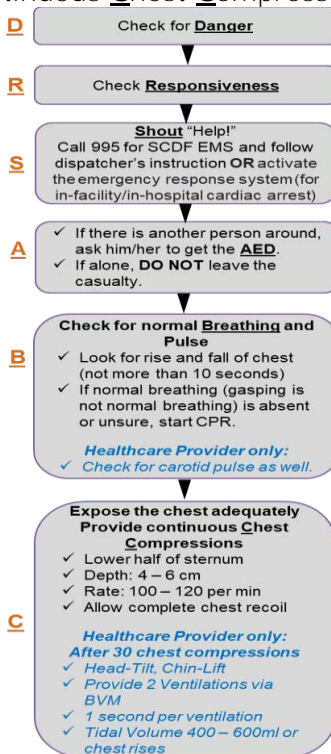 tinuous Chest Compress
D
Check for Danger
R
Check Responsiveness
S
Shout "Help!"
Call 995 for SCDF EMS and follow
dispatcher's instruction OR activate
the emergency response system (for
in-facility/in-hospital cardiac arrest)
A
✓ If there is another person around,
ask him/her to get the AED.
✓ If alone, DO NOT leave the
casualty.
B
Check for normal Breathing and
Pulse
✓ Look for rise and fall of chest
(not more than 10 seconds)
✓ If normal breathing (gasping is
not normal breathing) is absent
or unsure, start CPR.
Healthcare Provider only:
✓ Check for carotid pulse as well.
C
Expose the chest adequately
Provide continuous Chest
Compressions
✓ Lower half of sternum
✓ Depth: 4 – 6 cm
✓ Rate: 100 – 120 per min
✓ Allow complete chest recoil
Healthcare Provider only:
After 30 chest compressions
✓ Head-Tilt, Chin-Lift
✓ Provide 2 Ventilations via
BVM
✓ 1 second per ventilation
✓ Tidal Volume 400 – 600ml or
chest rises